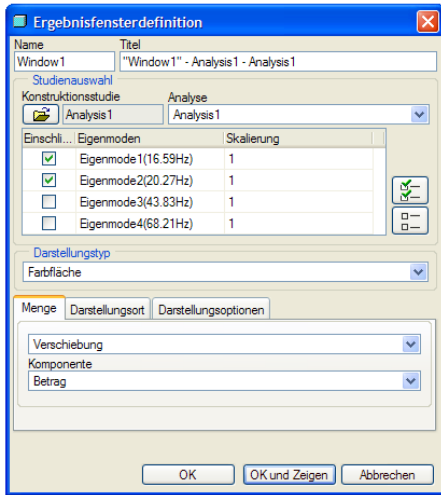 Ergebnisfensterdefinition
Name Titel
Window1 "Window1" - Analysis1 - Analysis1
Studienauswahl
Konstruktionsstudie Analyse
Analysis1 Analysis1
Einschli... Eigenmoden Skalierung
Eigenmode1(16.59Hz) 1
Eigenmode2(20.27Hz) 1
Eigenmode3(43.83Hz) 1
Eigenmode4(68.21Hz) 1
Darstellungstyp
Farbfläche
Menge Darstellungsort Darstellungsoptionen
Verschiebung
Komponente
Betrag
OK OK und Zeigen Abbrechen